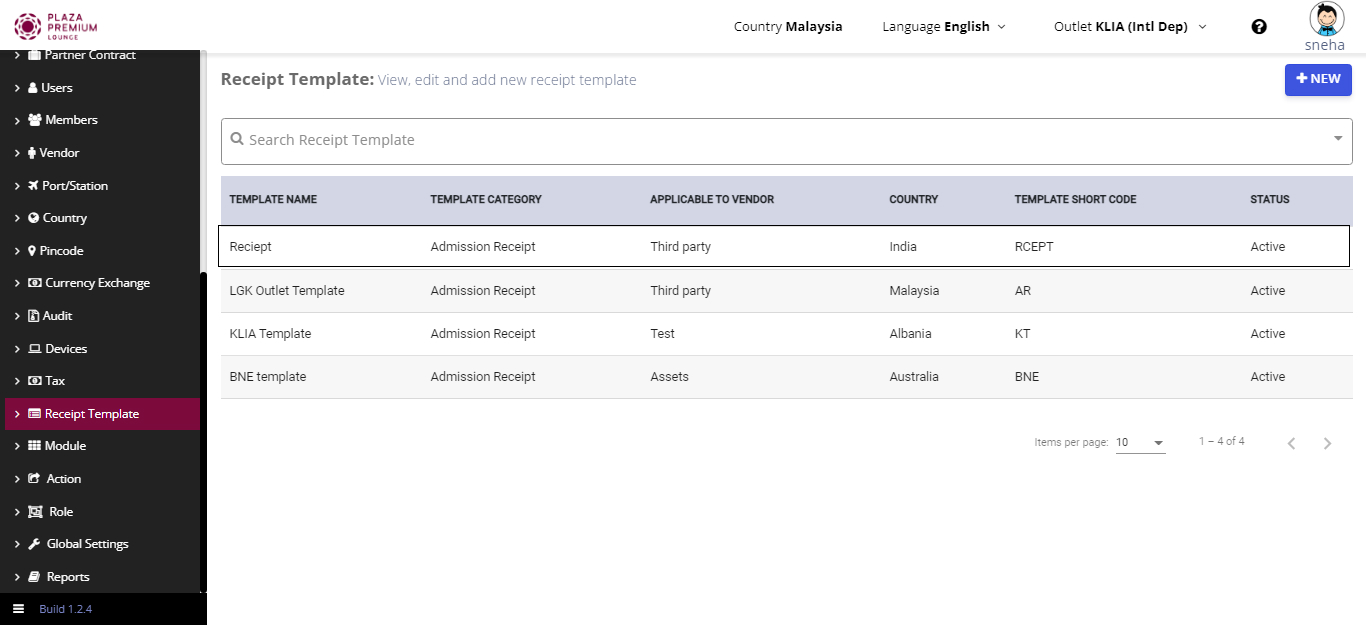 PLAZA
PREMIUM
LOUNGE
Country Malaysia
Language English
Outlet KLIA (Intl Dep)
sneha
Partner Contract
Users
Members
Vendor
Port/Station
Country
Pincode
Currency Exchange
Audit
Devices
Tax
Receipt Template
Module
Action
Role
Global Settings
Reports
Build 1.2.4
Receipt Template: View, edit and add new receipt template
NEW
Search Receipt Template
TEMPLATE NAME TEMPLATE CATEGORY APPLICABLE TO VENDOR COUNTRY TEMPLATE SHORT CODE STATUS
Reciept Admission Receipt Third party India RCEPT Active
LGK Outlet Template Admission Receipt Third party Malaysia AR Active
KLIA Template Admission Receipt Test Albania KT Active
BNE template Admission Receipt Assets Australia BNE Active
Items per page: 10 1 – 4 of 4